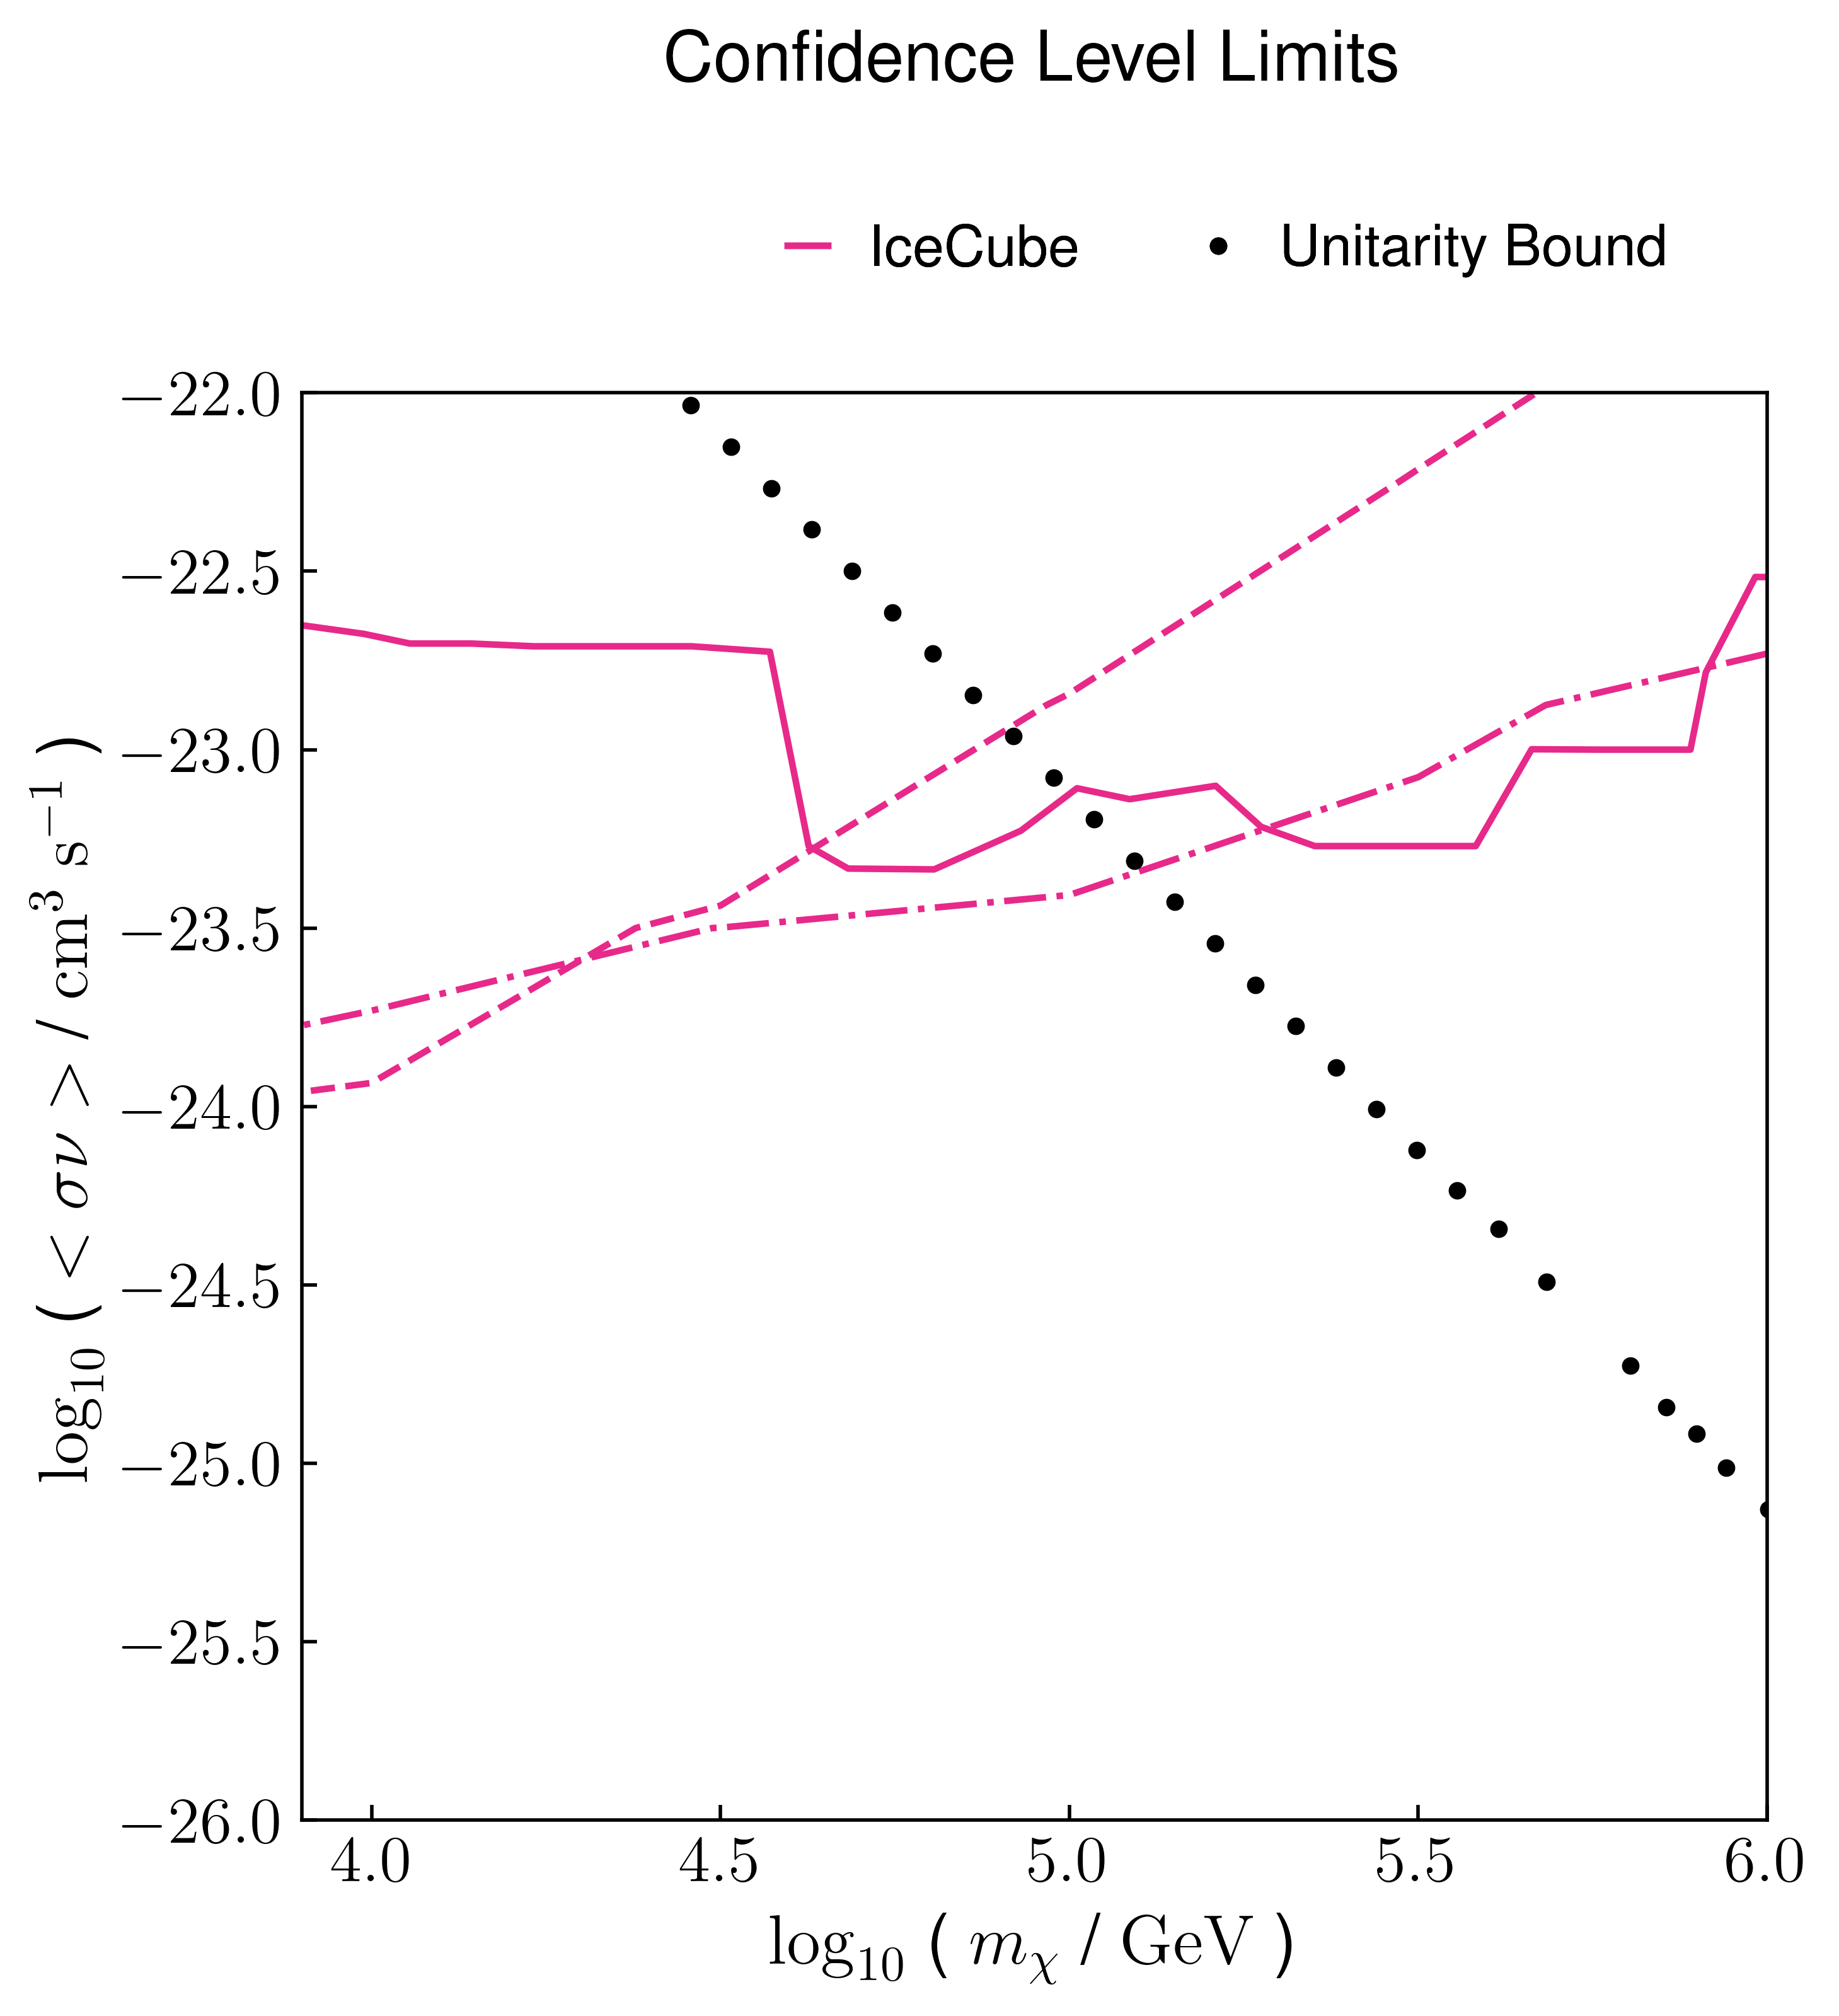 Confidence Level Limits
IceCube
Unitarity Bound
−22.0
−22.5
−23.0
−23.5
−24.0
−24.5
−25.0
−25.5
−26.0
log₁₀ ( < σν > / cm³ s⁻¹ )
4.0 4.5 5.0 5.5 6.0
log₁₀ ( mᵪ / GeV )